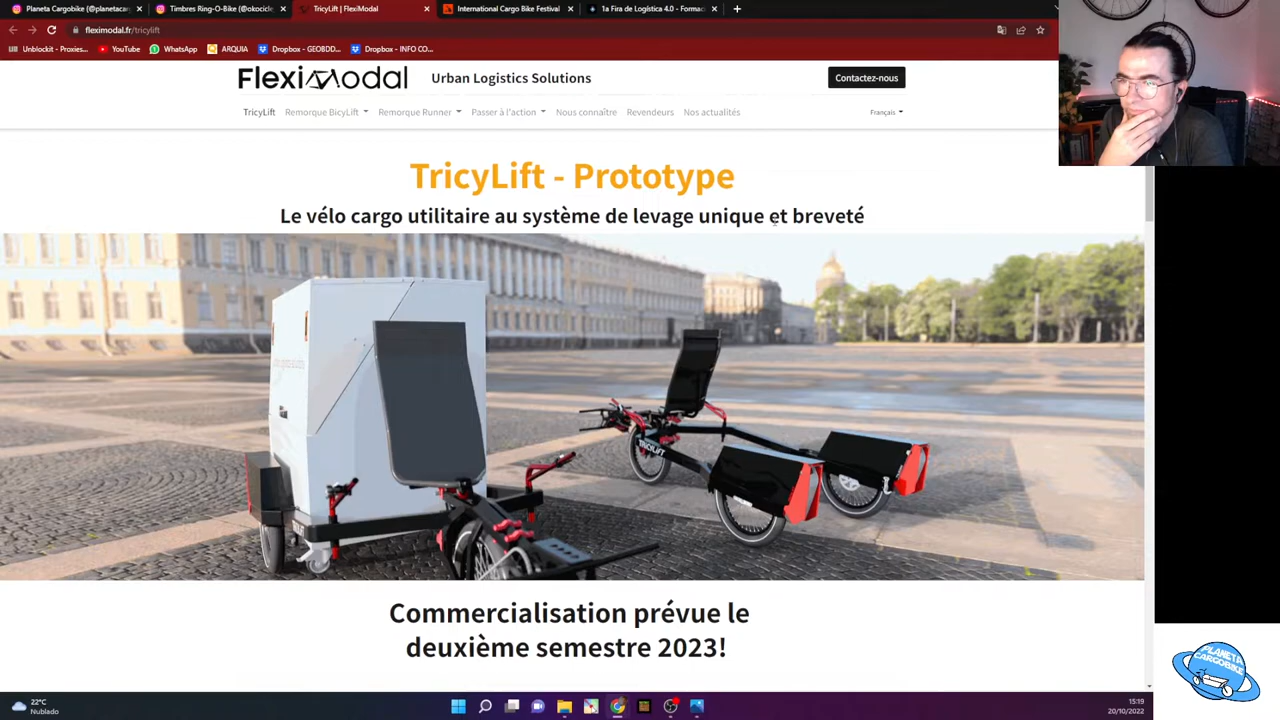 Planeta Cargobike (@planetacar
Timbres Ring-O-Bike (@okocicle
TricyLift | FlexiModal
International Cargo Bike Festival
1a Fira de Logística 4.0 - Formac
fleximodal.fr/tricylift
Unblockit - Proxies...
YouTube
WhatsApp
ARQUIA
Dropbox - GEOBDD...
Dropbox - INFO CO...
FlexiModal
Urban Logistics Solutions
Contactez-nous
TricyLift
Remorque BicyLift
Remorque Runner
Passer à l'action
Nous connaître
Revendeurs
Nos actualités
Français
TricyLift - Prototype
Le vélo cargo utilitaire au système de levage unique et breveté
TRICYLIFT
Commercialisation prévue le
deuxième semestre 2023!
PLANETA
CARGOBIKE
22°C
Nublado
15:19
20/10/2022